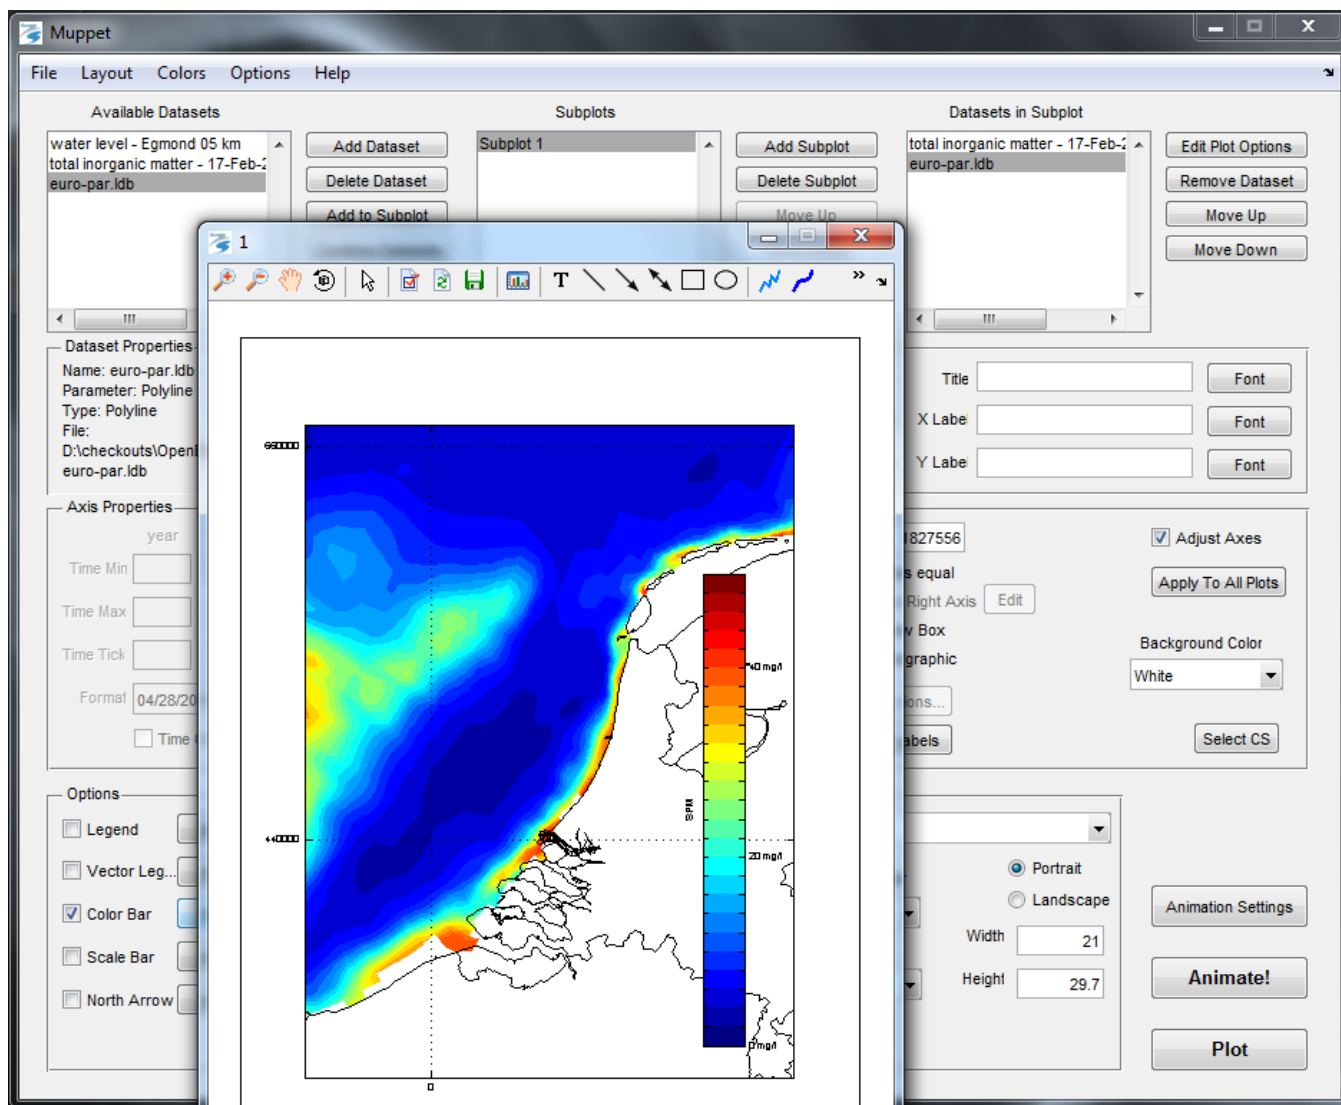 Muppet
File Layout Colors Options Help
Available Datasets
Subplots
Datasets in Subplot
water level - Egmond 05 km
total inorganic matter - 17-Feb-2
euro-par.ldb
Add Dataset
Delete Dataset
Add to Subplot
Subplot 1
Add Subplot
Delete Subplot
Move Up
total inorganic matter - 17-Feb-2
euro-par.ldb
Edit Plot Options
Remove Dataset
Move Up
Move Down
1
T
Dataset Properties
Name: euro-par.ldb
Parameter: Polyline
Type: Polyline
File:
D:\checkouts\OpenE
euro-par.ldb
Title
Font
X Label
Font
Y Label
Font
Axis Properties
year
Time Min
Time Max
Time Tick
Format 04/28/20
Time
1827556
s equal
Right Axis Edit
Box
graphic
ons...
abels
Adjust Axes
Apply To All Plots
Background Color
White
Select CS
Options
Legend
Vector Leg...
Color Bar
Scale Bar
North Arrow
Portrait
Landscape
Width 21
Height 29.7
Animation Settings
Animate!
Plot
660000
440000
0
40 mg/l
20 mg/l
0 mg/l
SPM